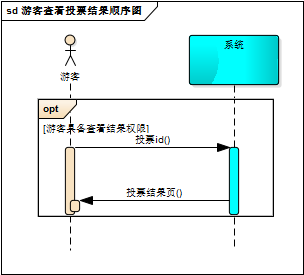 sd 游客查看投票结果顺序图
游客
系统
opt
[游客具备查看结果权限]
投票id()
投票结果页()